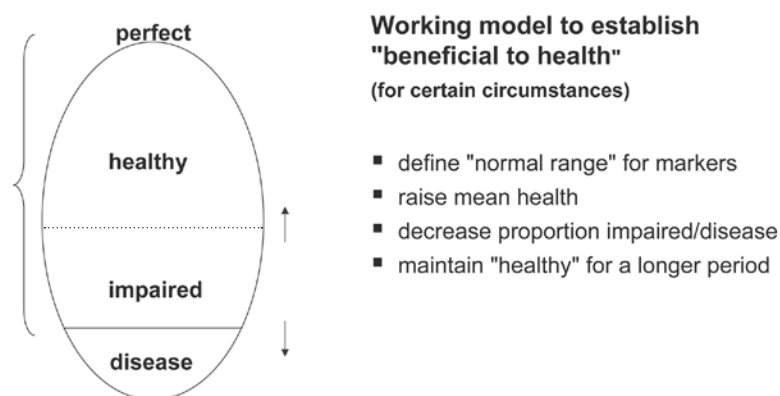 perfect
healthy
impaired
disease
Working model to establish
"beneficial to health"
(for certain circumstances)
▪ define "normal range" for markers
▪ raise mean health
▪ decrease proportion impaired/disease
▪ maintain "healthy" for a longer period